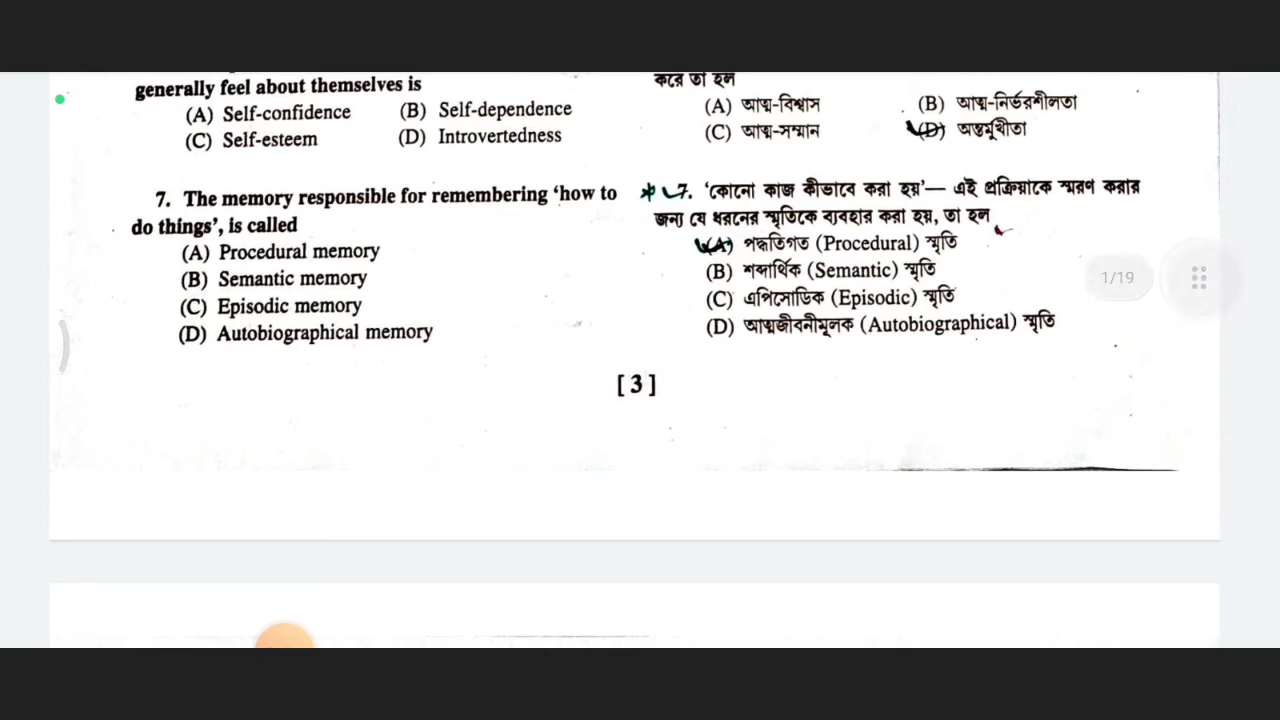 generally feel about themselves is
(A) Self-confidence (B) Self-dependence
(C) Self-esteem (D) Introvertedness
7. The memory responsible for remembering ‘how to
do things’, is called
(A) Procedural memory
(B) Semantic memory
(C) Episodic memory
(D) Autobiographical memory
করে তা হল
(A) আত্ম-বিশ্বাস (B) আত্ম-নির্ভরশীলতা
(C) আত্ম-সম্মান (D) অন্তর্মুখীতা
7. ‘কোনো কাজ কীভাবে করা হয়’— এই প্রক্রিয়াকে স্মরণ করার
জন্য যে ধরনের স্মৃতিকে ব্যবহার করা হয়, তা হল
(A) পদ্ধতিগত (Procedural) স্মৃতি
(B) শব্দার্থিক (Semantic) স্মৃতি
(C) এপিসোডিক (Episodic) স্মৃতি
(D) আত্মজীবনীমূলক (Autobiographical) স্মৃতি
1/19
[ 3 ]